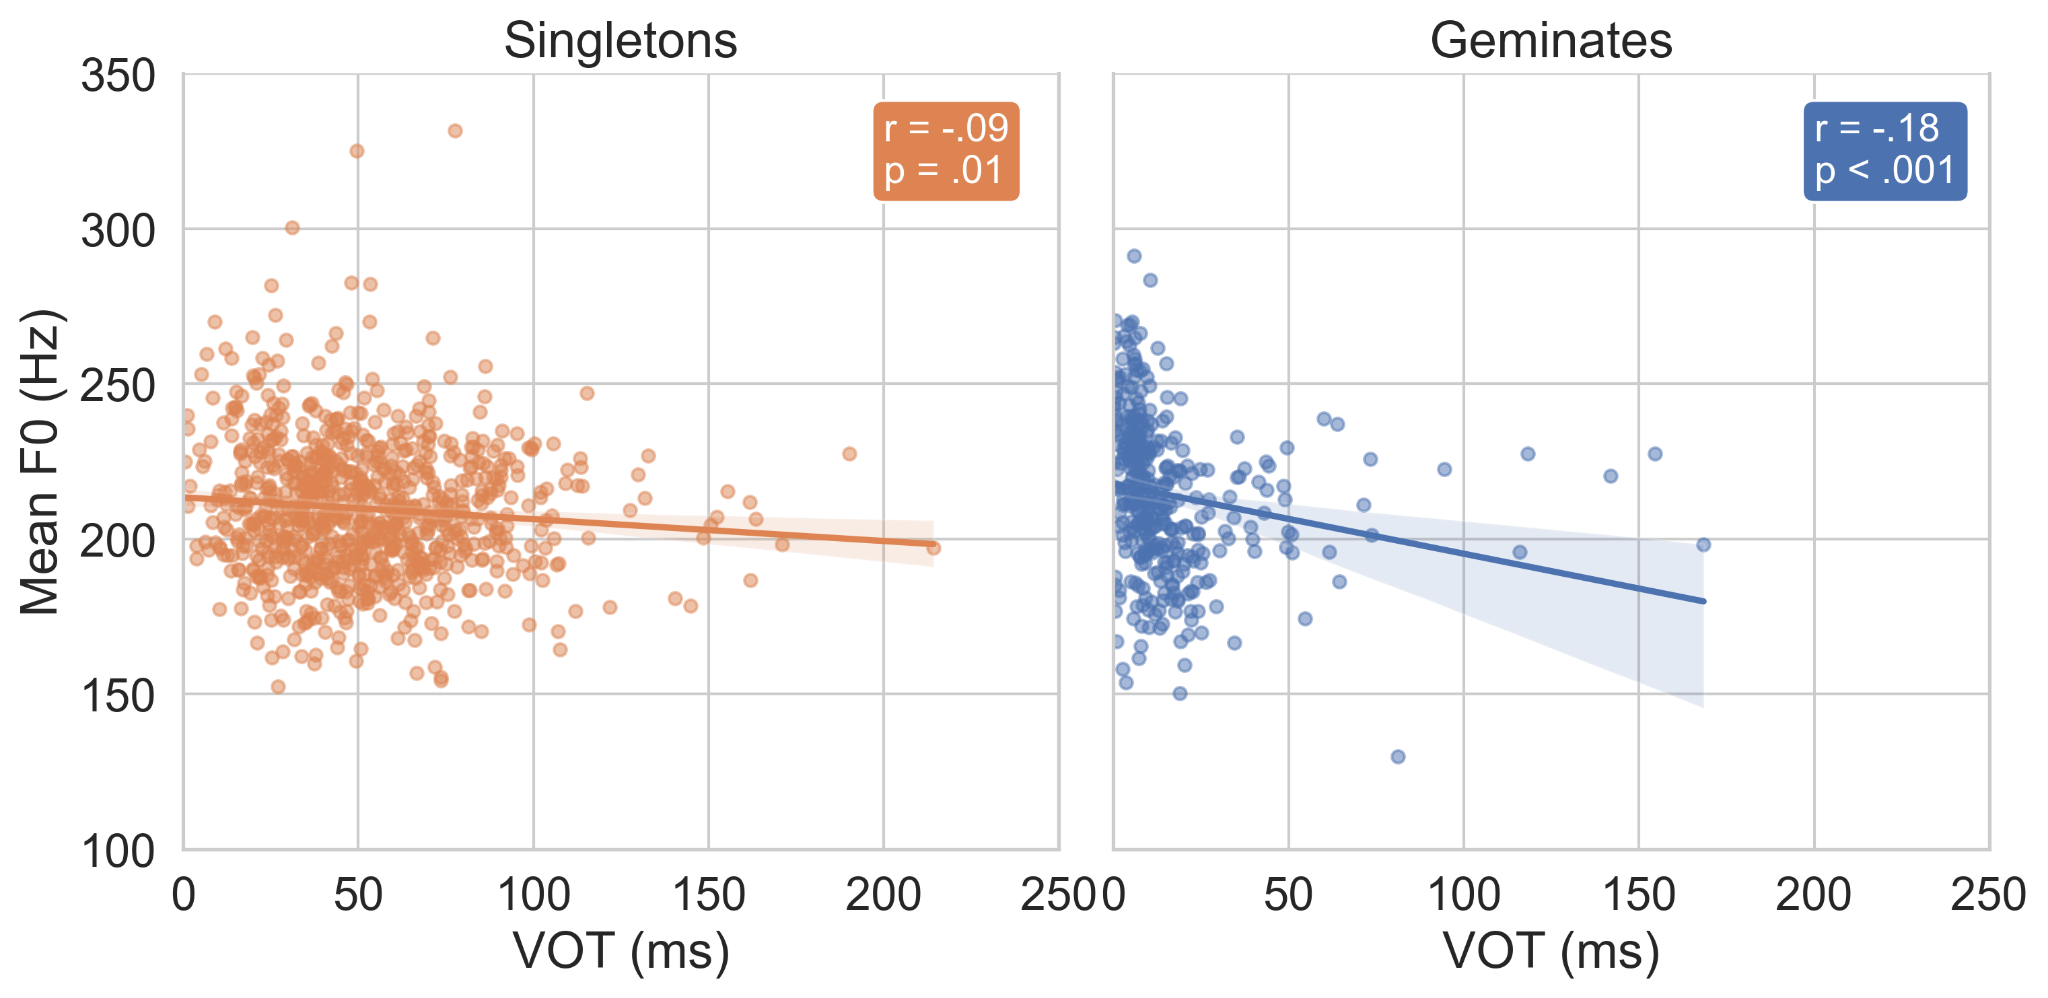 Singletons
Geminates
350
300
250
200
150
100
Mean F0 (Hz)
r = -.09
p = .01
r = -.18
p < .001
0 50 100 150 200 250
0 50 100 150 200 250
VOT (ms)
VOT (ms)